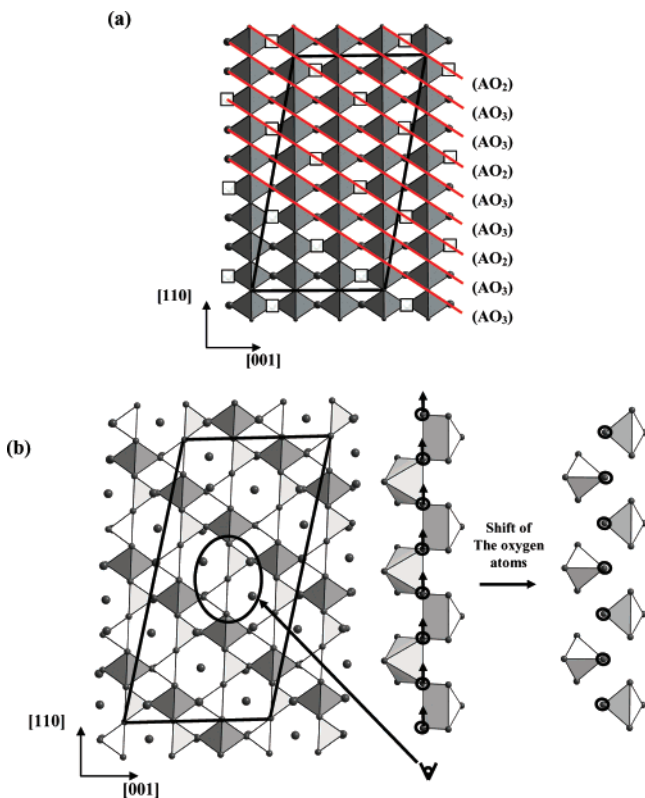 (a)
(AO2)
(AO3)
(AO3)
(AO2)
(AO3)
(AO3)
(AO2)
(AO3)
(AO3)
[110]
[001]
(b)
Shift of
The oxygen
atoms
[110]
[001]